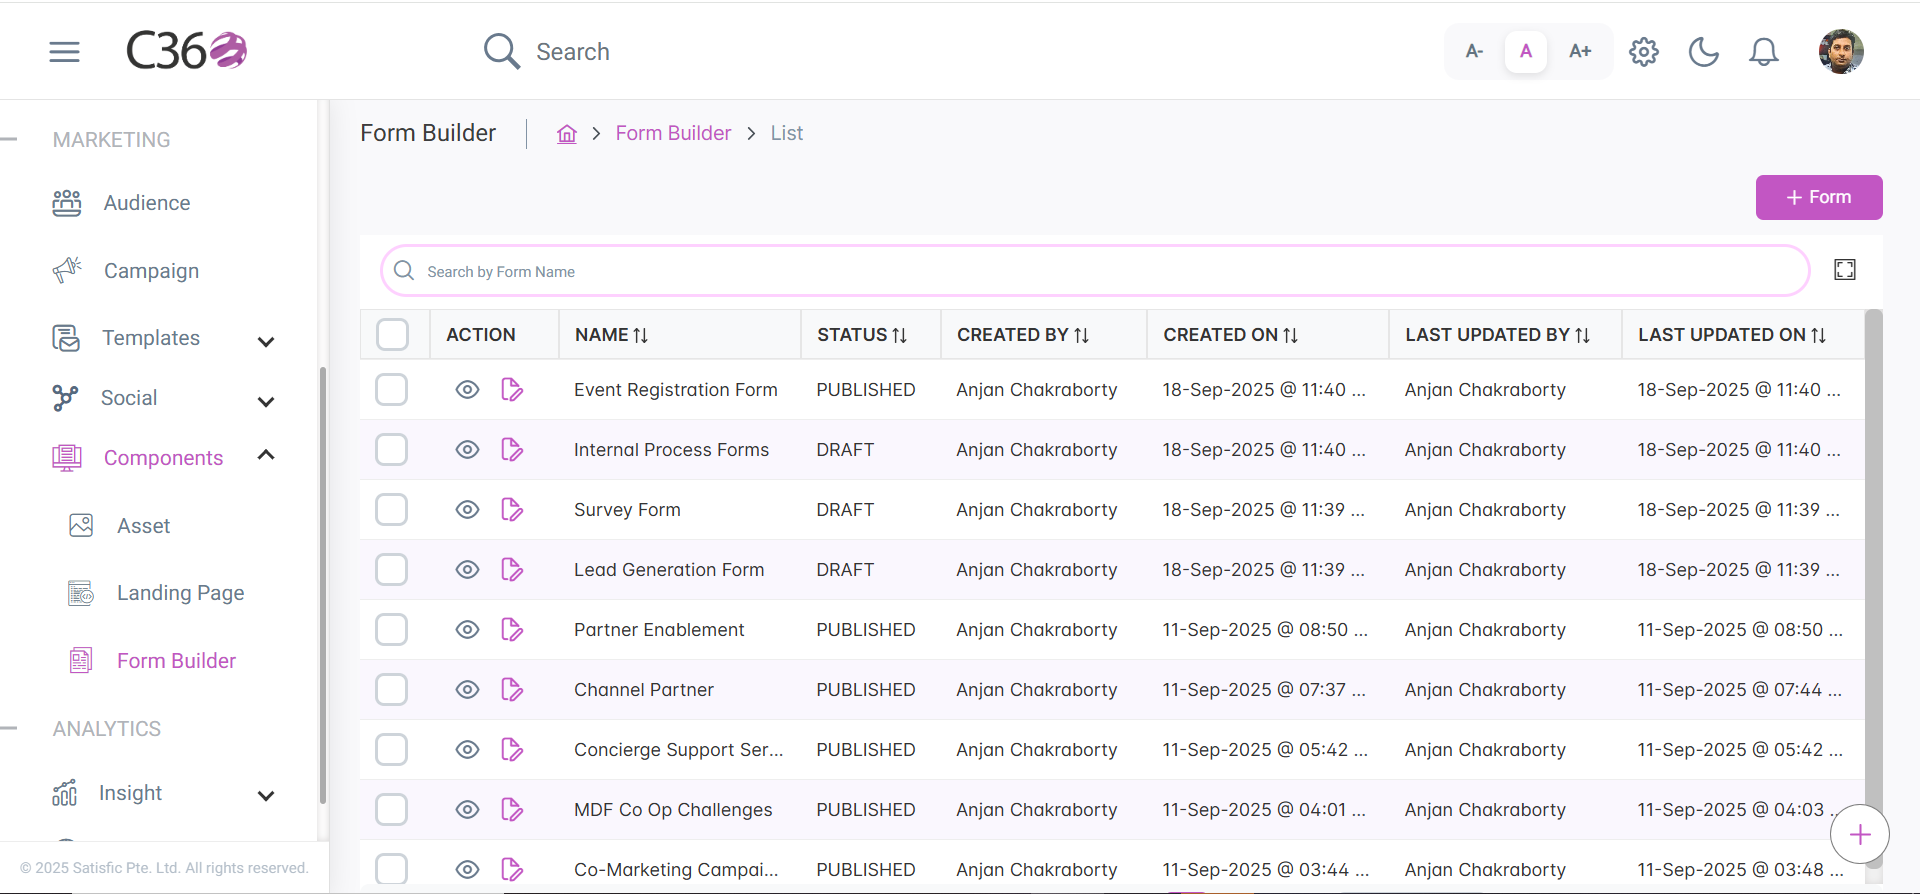 C360
Search
A-
A
A+
MARKETING
Audience
Campaign
Templates
Social
Components
Asset
Landing Page
Form Builder
ANALYTICS
Insight
© 2025 Satisfic Pte. Ltd. All rights reserved.
Form Builder
Form Builder > List
+ Form
Search by Form Name
ACTION NAME STATUS CREATED BY CREATED ON LAST UPDATED BY LAST UPDATED ON
Event Registration Form PUBLISHED Anjan Chakraborty 18-Sep-2025 @ 11:40 ... Anjan Chakraborty 18-Sep-2025 @ 11:40 ...
Internal Process Forms DRAFT Anjan Chakraborty 18-Sep-2025 @ 11:40 ... Anjan Chakraborty 18-Sep-2025 @ 11:40 ...
Survey Form DRAFT Anjan Chakraborty 18-Sep-2025 @ 11:39 ... Anjan Chakraborty 18-Sep-2025 @ 11:39 ...
Lead Generation Form DRAFT Anjan Chakraborty 18-Sep-2025 @ 11:39 ... Anjan Chakraborty 18-Sep-2025 @ 11:39 ...
Partner Enablement PUBLISHED Anjan Chakraborty 11-Sep-2025 @ 08:50 ... Anjan Chakraborty 11-Sep-2025 @ 08:50 ...
Channel Partner PUBLISHED Anjan Chakraborty 11-Sep-2025 @ 07:37 ... Anjan Chakraborty 11-Sep-2025 @ 07:44 ...
Concierge Support Ser... PUBLISHED Anjan Chakraborty 11-Sep-2025 @ 05:42 ... Anjan Chakraborty 11-Sep-2025 @ 05:42 ...
MDF Co Op Challenges PUBLISHED Anjan Chakraborty 11-Sep-2025 @ 04:01 ... Anjan Chakraborty 11-Sep-2025 @ 04:03 ...
Co-Marketing Campai... PUBLISHED Anjan Chakraborty 11-Sep-2025 @ 03:44 ... Anjan Chakraborty 11-Sep-2025 @ 03:48 ...